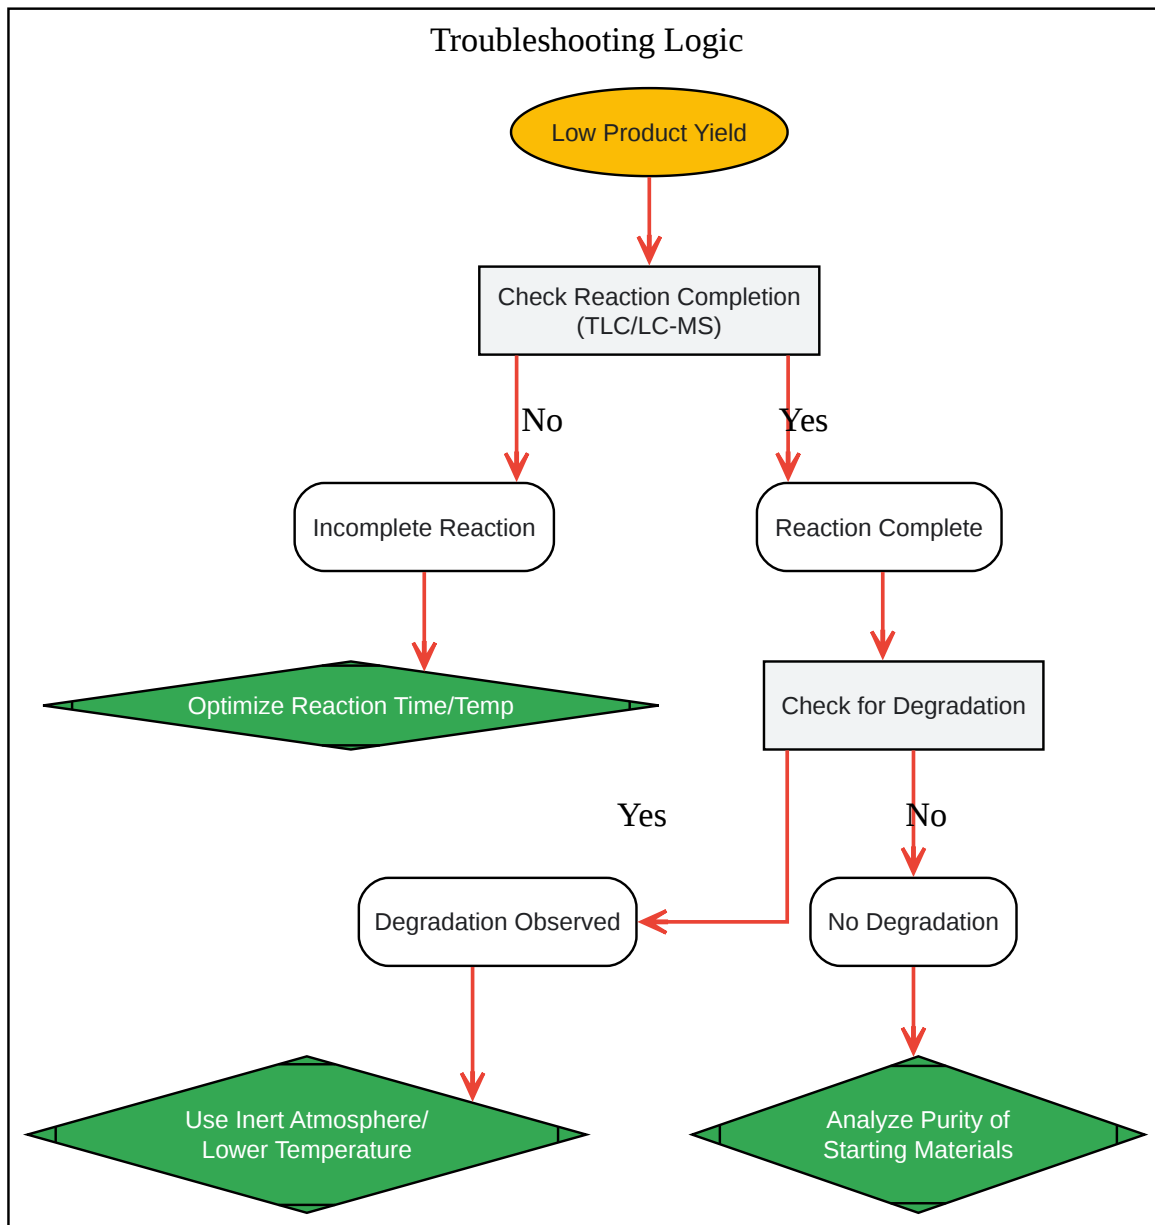 Troubleshooting Logic
Low Product Yield
Check Reaction Completion
(TLC/LC-MS)
No
Yes
Incomplete Reaction
Reaction Complete
Optimize Reaction Time/Temp
Check for Degradation
Yes
No
Degradation Observed
No Degradation
Use Inert Atmosphere/
Lower Temperature
Analyze Purity of
Starting Materials